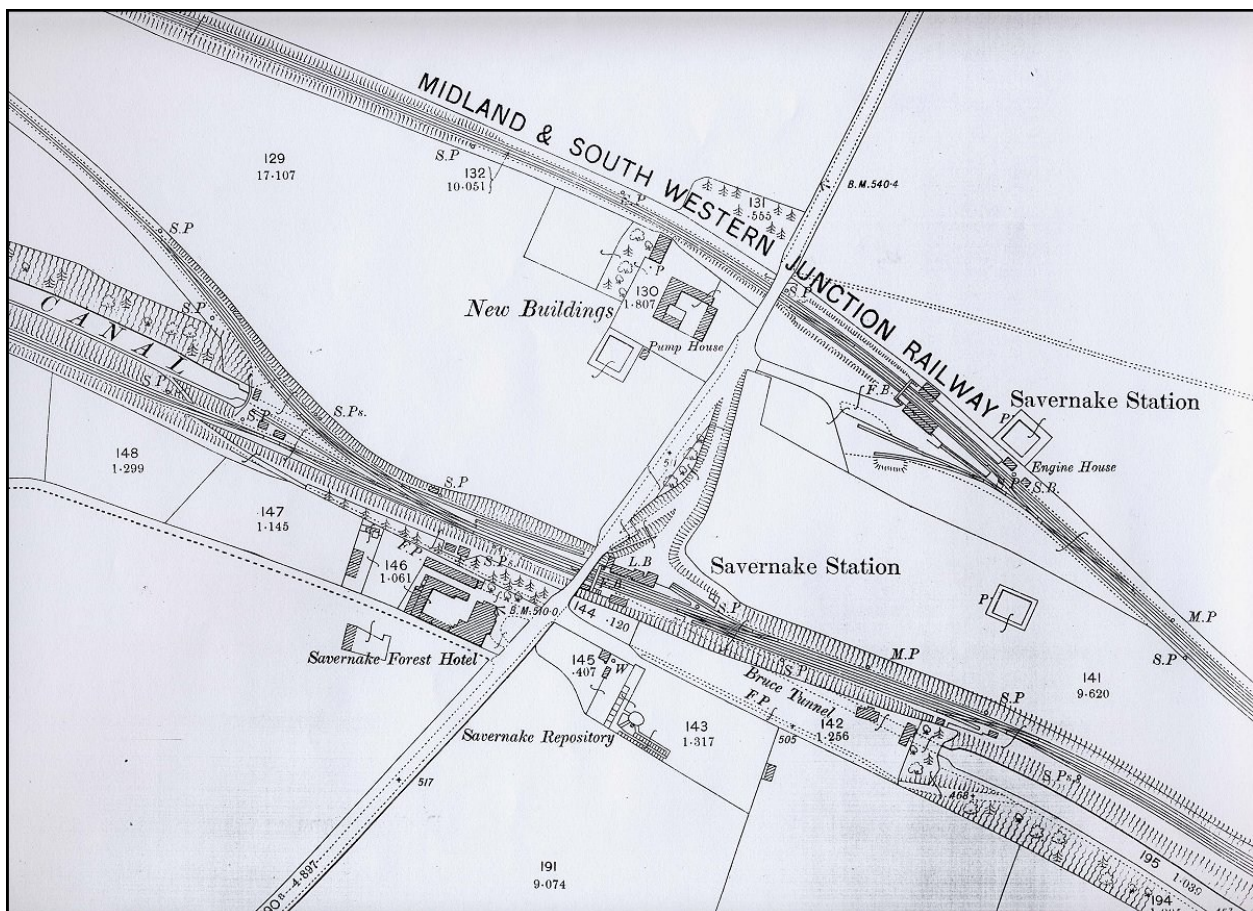 MIDLAND & SOUTH WESTERN JUNCTION RAILWAY
B.M.540·4
129
17·107
S.P
132
10·051
131
·555
S.P
S.P
130
1·807
P
S.P
New Buildings
Pump House
CANAL
F.B.
Savernake Station
P
Engine House
S.P
S.B.
S.P
S.P.
S.Ps.
148
1·299
S.P
147
1·145
F.P.
146
1·061
S.Ps.
L.B
F.B.
Savernake Station
B.M.510·0
144
·120
S.P
P
M.P
S.P
M.P
Savernake Forest Hotel
145
·407
W
S.P
Bruce Tunnel
S.P
141
9·620
F.P
142
1·256
143
1·317
505
Savernake Repository
S.Ps.
468
517
191
9·074
195
1·039
194